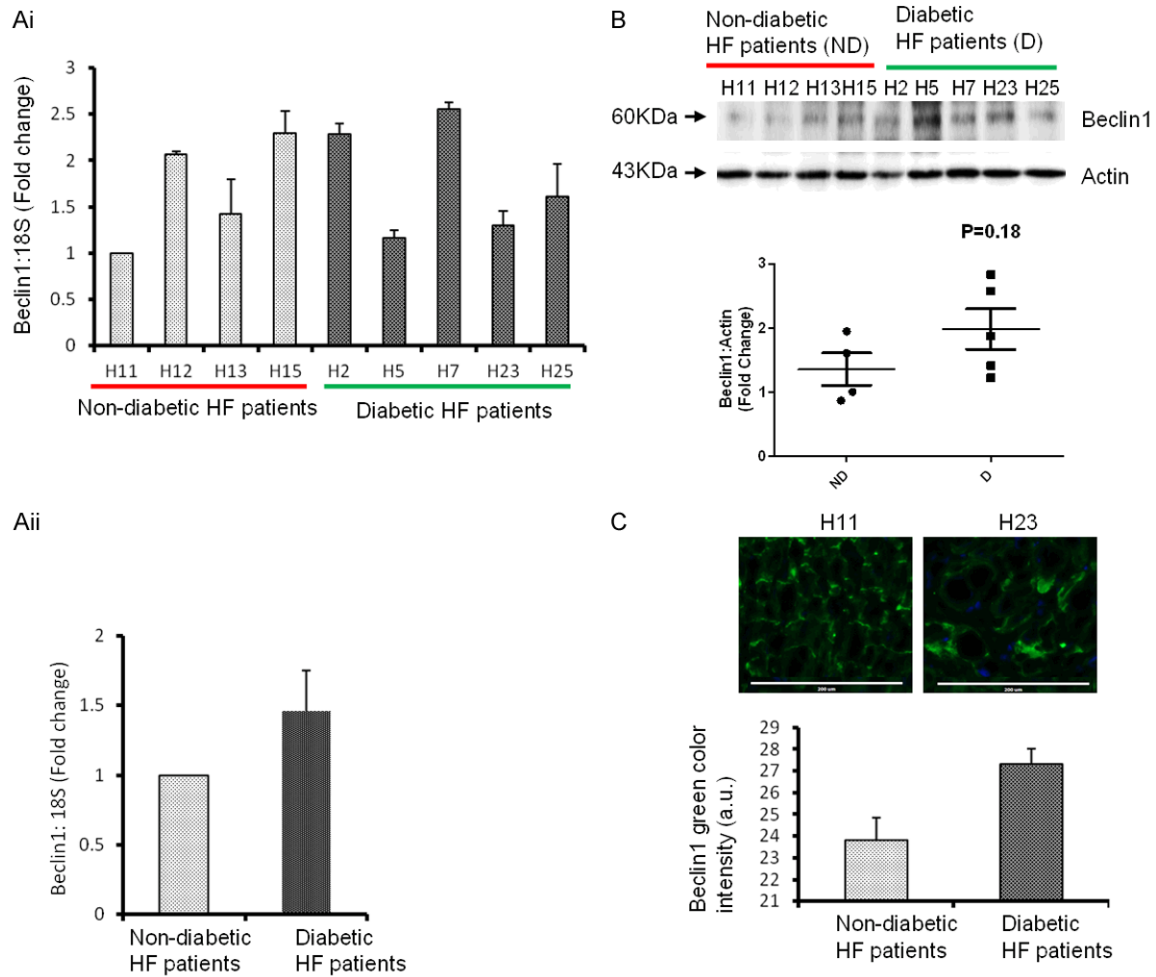 Ai
Beclin1:18S (Fold change)
3
2.5
2
1.5
1
0.5
0
H11 H12 H13 H15 H2 H5 H7 H23 H25
Non-diabetic HF patients
Diabetic HF patients
B
Non-diabetic
HF patients (ND)
Diabetic
HF patients (D)
H11 H12 H13 H15 H2 H5 H7 H23 H25
60KDa
Beclin1
43KDa
Actin
P=0.18
Beclin1:Actin
(Fold Change)
3
2
1
0
ND
D
Aii
Beclin1: 18S (Fold change)
2
1.5
1
0.5
0
Non-diabetic
HF patients
Diabetic
HF patients
C
H11
H23
200 um
200 um
Beclin1 green color
intensity (a.u.)
29
28
27
26
25
24
23
22
21
Non-diabetic
HF patients
Diabetic
HF patients